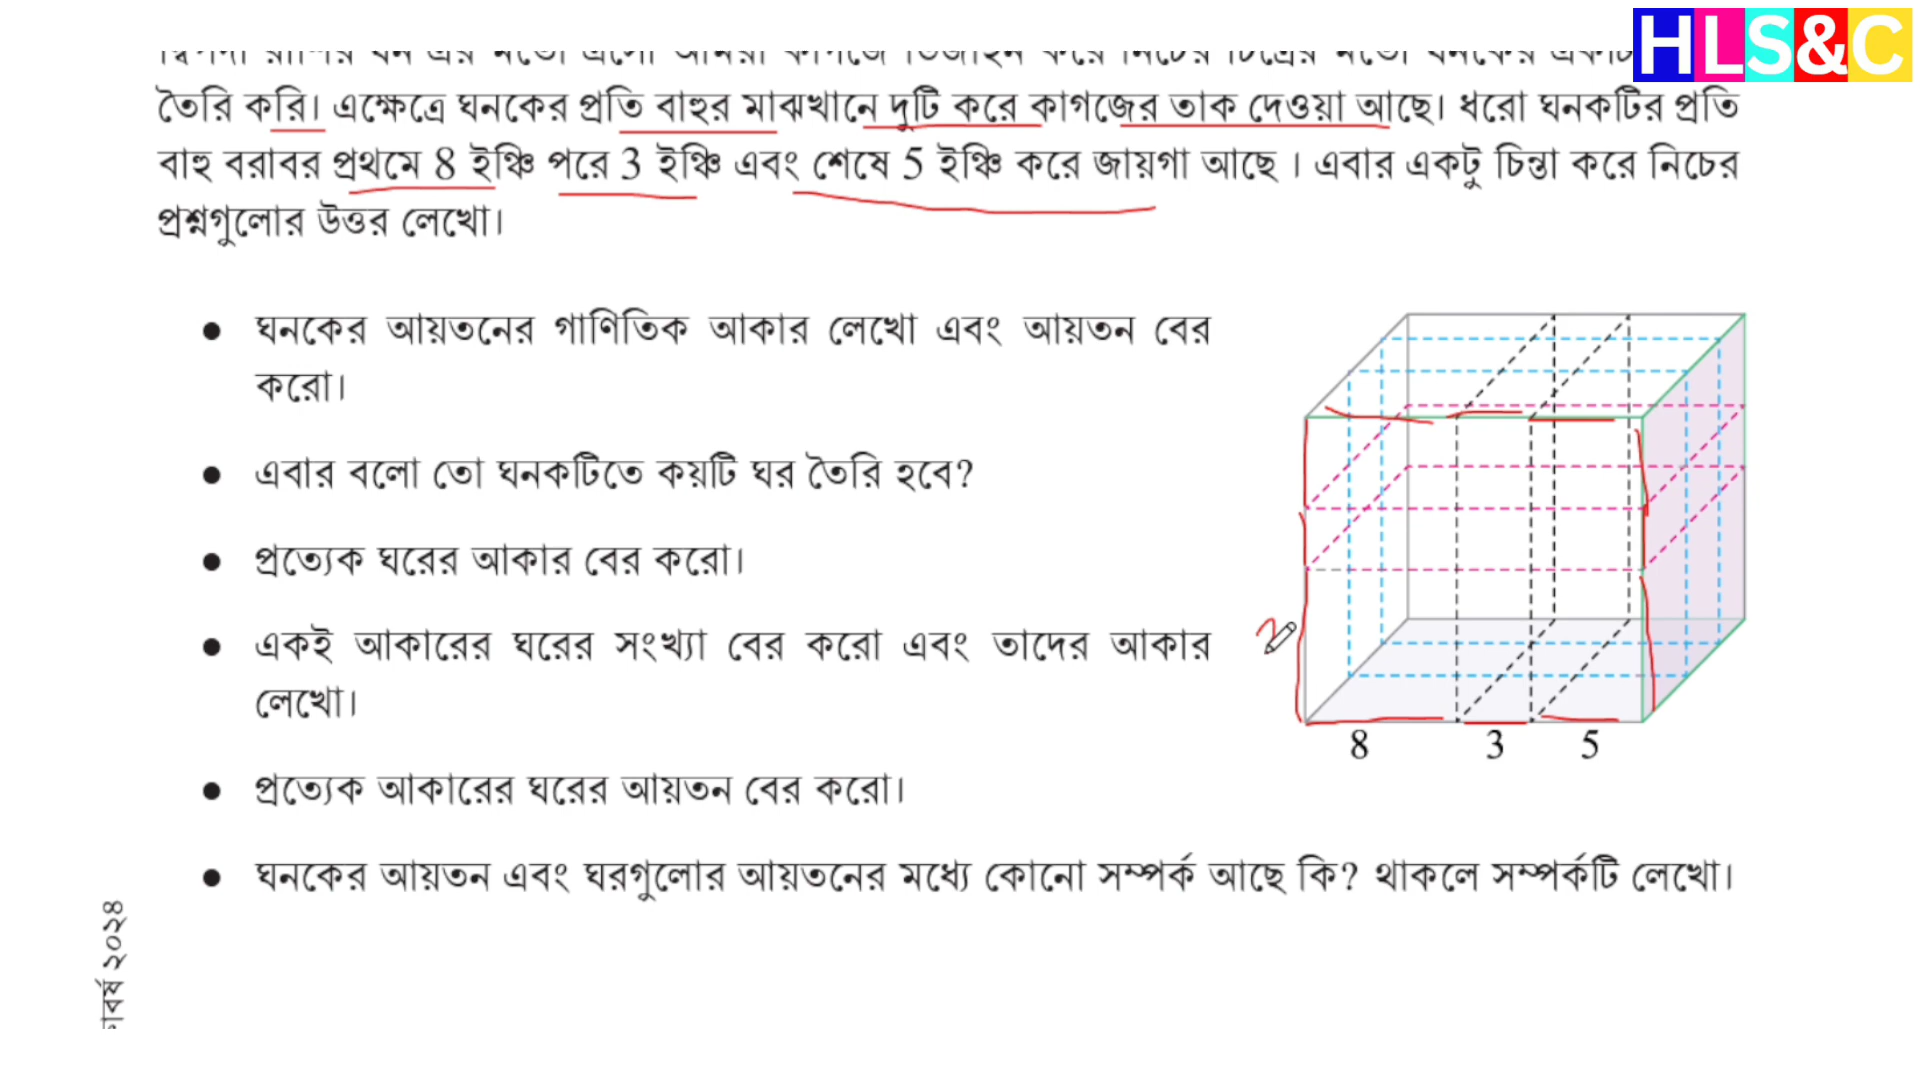 HLS&C
তৈরি করি। এক্ষেত্রে ঘনকের প্রতি বাহুর মাঝখানে দুটি করে কাগজের তাক দেওয়া আছে। ধরো ঘনকটির প্রতি
বাহু বরাবর প্রথমে 8 ইঞ্চি পরে 3 ইঞ্চি এবং শেষে 5 ইঞ্চি করে জায়গা আছে । এবার একটু চিন্তা করে নিচের
প্রশ্নগুলোর উত্তর লেখো।
● ঘনকের আয়তনের গাণিতিক আকার লেখো এবং আয়তন বের
করো।
● এবার বলো তো ঘনকটিতে কয়টি ঘর তৈরি হবে?
● প্রত্যেক ঘরের আকার বের করো।
● একই আকারের ঘরের সংখ্যা বের করো এবং তাদের আকার
লেখো।
● প্রত্যেক আকারের ঘরের আয়তন বের করো।
● ঘনকের আয়তন এবং ঘরগুলোর আয়তনের মধ্যে কোনো সম্পর্ক আছে কি? থাকলে সম্পর্কটি লেখো।
8 3 5
২০২৪